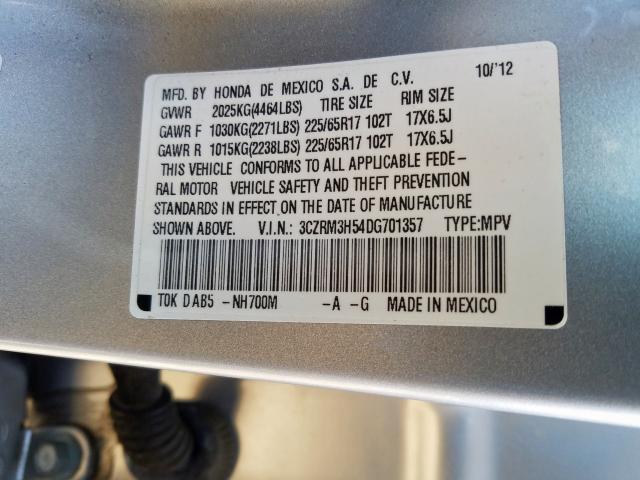 MFD. BY HONDA DE MEXICO S.A. DE C.V. 10/'12
GVWR 2025KG(4464LBS) TIRE SIZE RIM SIZE
GAWR F 1030KG(2271LBS) 225/65R17 102T 17X6.5J
GAWR R 1015KG(2238LBS) 225/65R17 102T 17X6.5J
THIS VEHICLE CONFORMS TO ALL APPLICABLE FEDE-
RAL MOTOR VEHICLE SAFETY AND THEFT PREVENTION
STANDARDS IN EFFECT ON THE DATE OF MANUFACTURE
SHOWN ABOVE. V.I.N.: 3CZRM3H54DG701357 TYPE:MPV
T0K D AB5 -NH700M -A -G MADE IN MEXICO